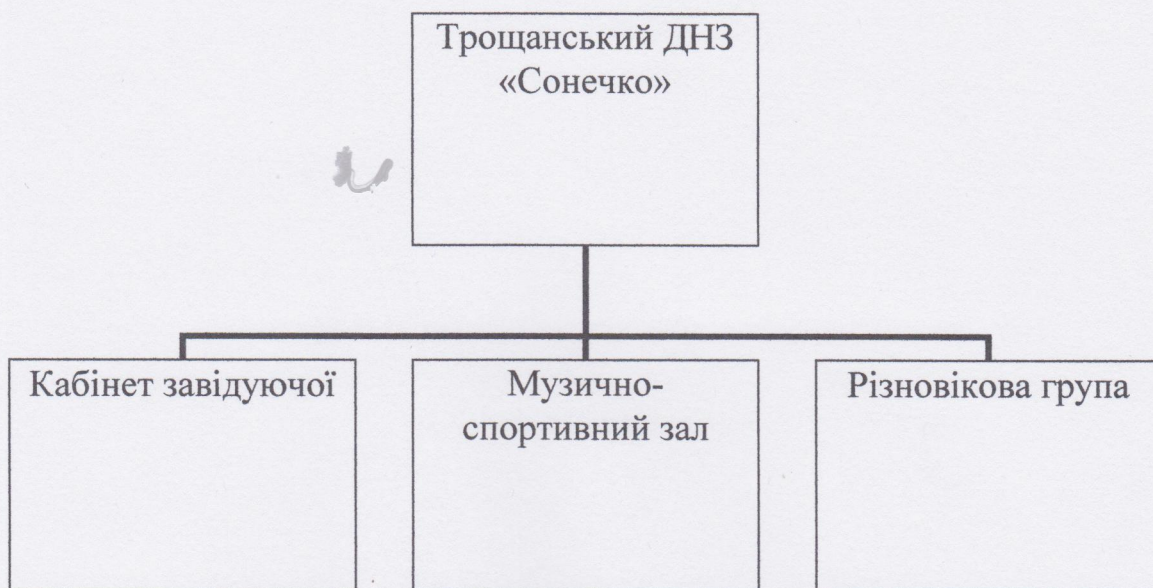 Трощанський ДНЗ
«Сонечко»
Кабінет завідуючої
Музично-
спортивний зал
Різновікова група